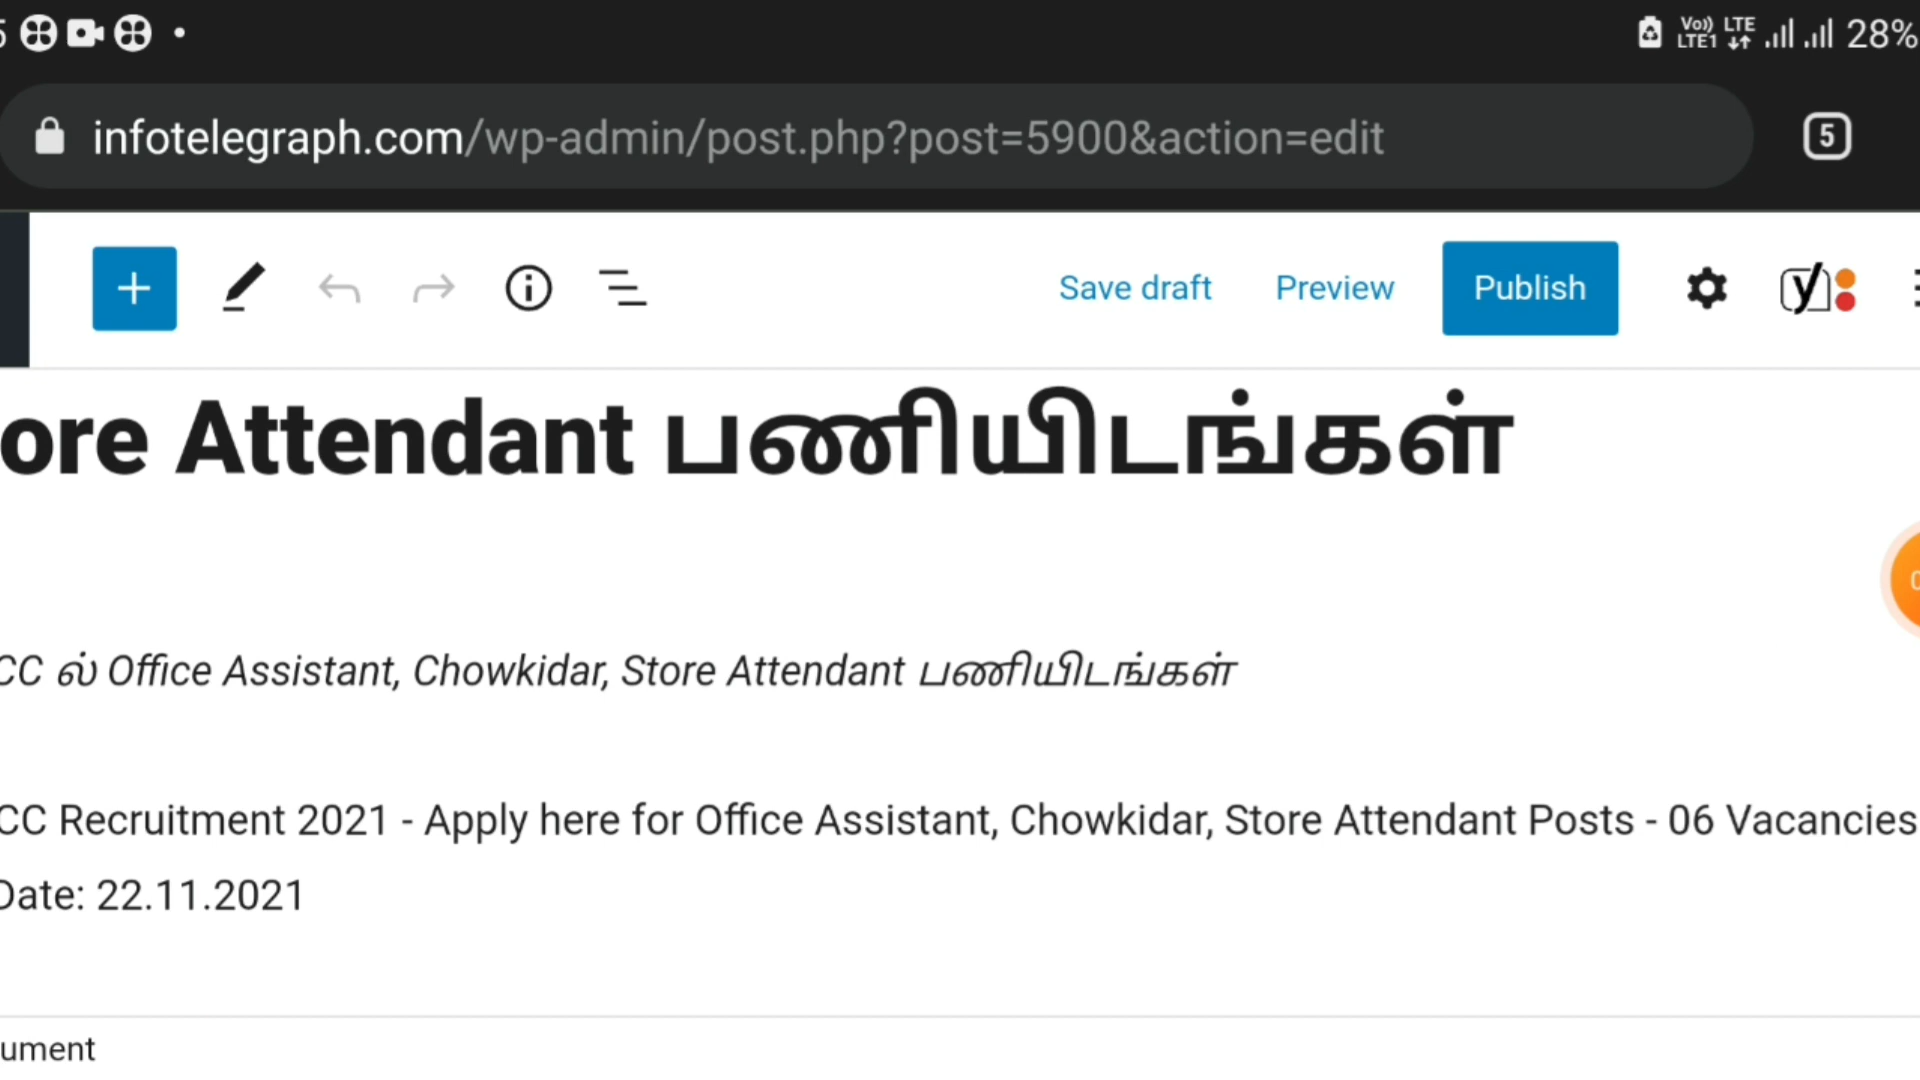 28%
infotelegraph.com/wp-admin/post.php?post=5900&action=edit
5
Save draft Preview Publish
ore Attendant பணியிடங்கள்
CC ல் Office Assistant, Chowkidar, Store Attendant பணியிடங்கள்
CC Recruitment 2021 - Apply here for Office Assistant, Chowkidar, Store Attendant Posts - 06 Vacancies
Date: 22.11.2021
ument